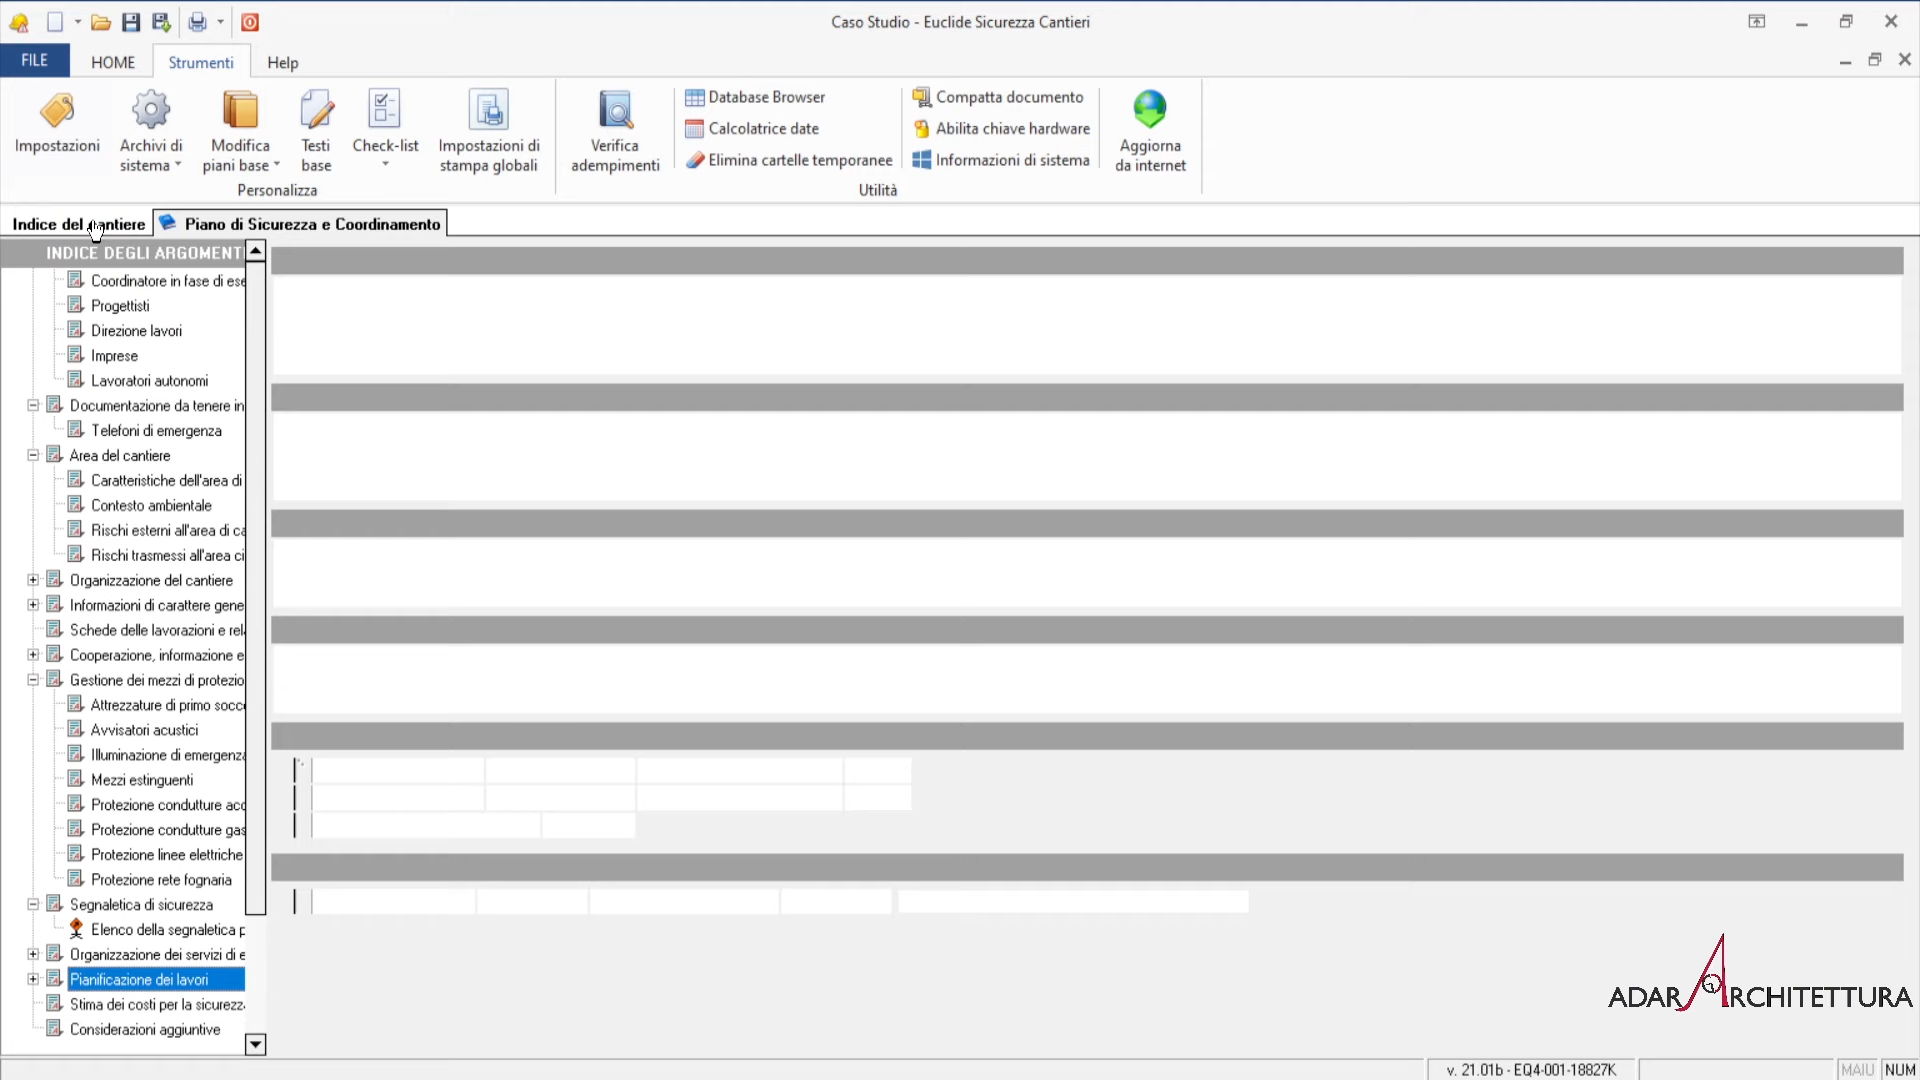 Caso Studio - Euclide Sicurezza Cantieri
FILE
HOME
Strumenti
Help
Impostazioni
Archivi di
sistema
Modifica
piani base
Testi
base
Check-list
Impostazioni di
stampa globali
Personalizza
Verifica
adempimenti
Database Browser
Calcolatrice date
Elimina cartelle temporanee
Compatta documento
Abilita chiave hardware
Informazioni di sistema
Utilità
Aggiorna
da internet
Indice del cantiere
Piano di Sicurezza e Coordinamento
INDICE DEGLI ARGOMENT
Coordinatore in fase di ese
Progettisti
Direzione lavori
Imprese
Lavoratori autonomi
Documentazione da tenere in
Telefoni di emergenza
Area del cantiere
Caratteristiche dell'area di
Contesto ambientale
Rischi esterni all'area di ca
Rischi trasmessi all'area ci
Organizzazione del cantiere
Informazioni di carattere gene
Schede delle lavorazioni e rel
Cooperazione, informazione e
Gestione dei mezzi di protezio
Attrezzature di primo socc
Avvisatori acustici
Illuminazione di emergenza
Mezzi estinguenti
Protezione condutture acq
Protezione condutture gas
Protezione linee elettriche
Protezione rete fognaria
Segnaletica di sicurezza
Elenco della segnaletica p
Organizzazione dei servizi di e
Pianificazione dei lavori
Stima dei costi per la sicurezz
Considerazioni aggiuntive
ADARARCHITETTURA
v. 21.01b - EQ4-001-18827K
MAIU
NUM